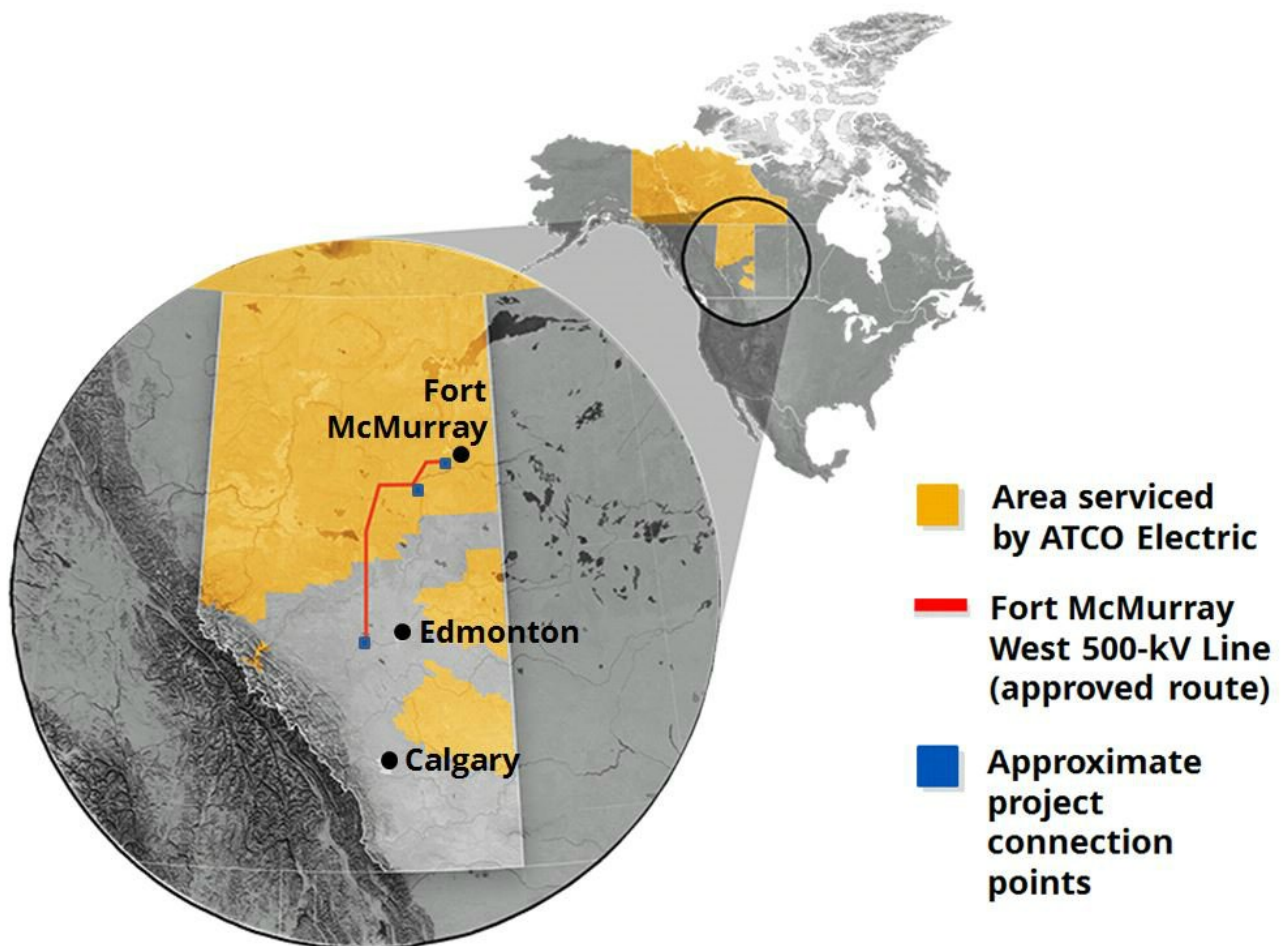 Fort
McMurray
Edmonton
Calgary
Area serviced
by ATCO Electric
Fort McMurray
West 500-kV Line
(approved route)
Approximate
project
connection
points